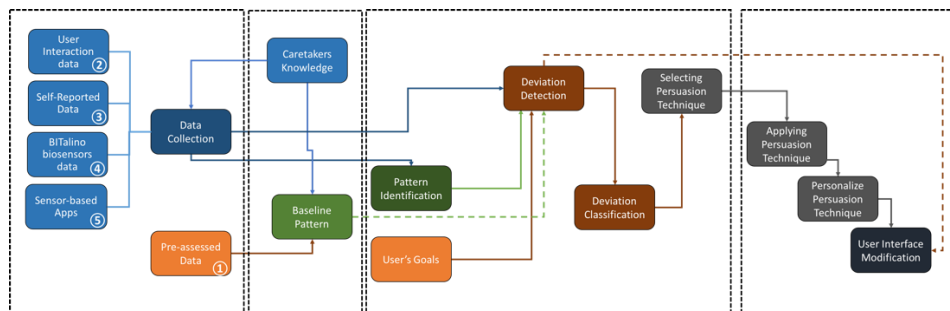 User
Interaction
data
②
Self-Reported
Data
③
BITalino
biosensors
data
④
Sensor-based
Apps
⑤
Data
Collection
Pre-assessed
Data
①
Caretakers
Knowledge
Baseline
Pattern
Pattern
Identification
User's Goals
Deviation
Detection
Deviation
Classification
Selecting
Persuasion
Technique
Applying
Persuasion
Technique
Personalize
Persuasion
Technique
User Interface
Modification